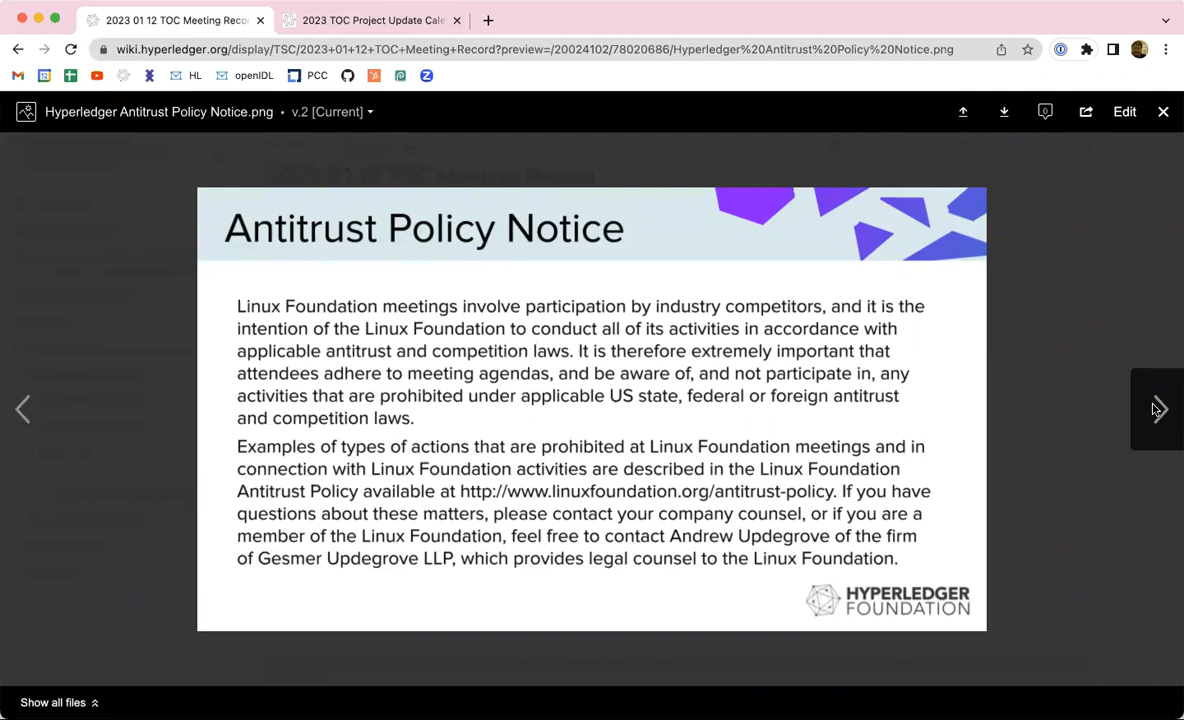 2023 01 12 TOC Meeting Reco
2023 TOC Project Update Cale
wiki.hyperledger.org/display/TSC/2023+01+12+TOC+Meeting+Record?preview=/20024102/78020686/Hyperledger%20Antitrust%20Policy%20Notice.png
HL openIDL PCC
Hyperledger Antitrust Policy Notice.png • v.2 [Current]
0 Edit
Antitrust Policy Notice
Linux Foundation meetings involve participation by industry competitors, and it is the
intention of the Linux Foundation to conduct all of its activities in accordance with
applicable antitrust and competition laws. It is therefore extremely important that
attendees adhere to meeting agendas, and be aware of, and not participate in, any
activities that are prohibited under applicable US state, federal or foreign antitrust
and competition laws.
Examples of types of actions that are prohibited at Linux Foundation meetings and in
connection with Linux Foundation activities are described in the Linux Foundation
Antitrust Policy available at http://www.linuxfoundation.org/antitrust-policy. If you have
questions about these matters, please contact your company counsel, or if you are a
member of the Linux Foundation, feel free to contact Andrew Updegrove of the firm
of Gesmer Updegrove LLP, which provides legal counsel to the Linux Foundation.
HYPERLEDGER
FOUNDATION
Show all files